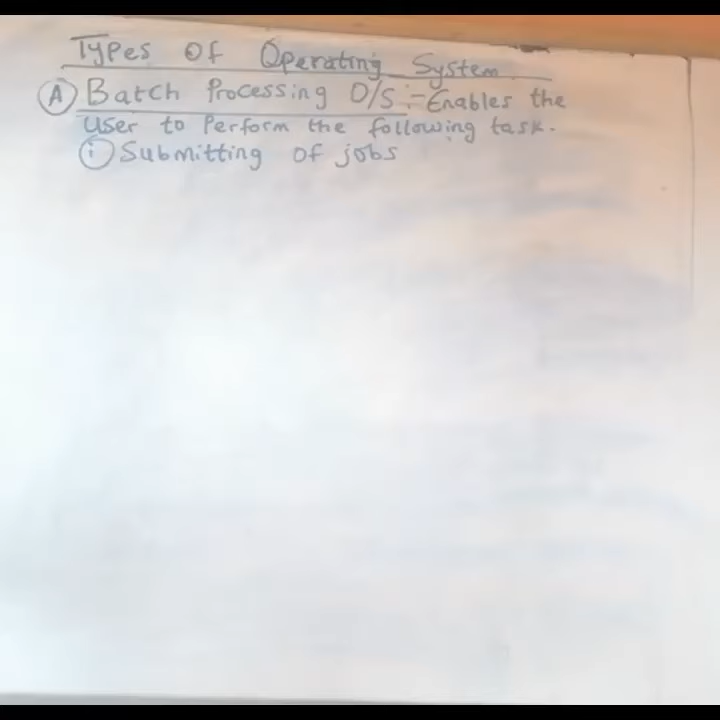 Types Of Operating System
(A) Batch Processing O/S :- Enables the
user to Perform the following task.
(i) Submitting of jobs